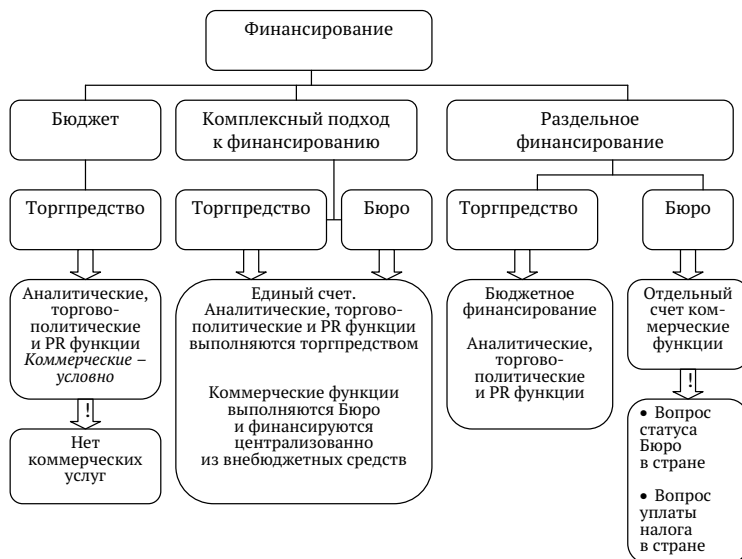 Финансирование
Бюджет
Комплексный подход
к финансированию
Раздельное
финансирование
Торгпредство
Торгпредство
Бюро
Торгпредство
Бюро
Аналитические,
торгово-
политические
и PR функции
Коммерческие –
условно
Единый счет.
Аналитические, торгово-
политические и PR функции
выполняются торгпредством
Коммерческие функции
выполняются Бюро
и финансируются
централизованно
из внебюджетных средств
Бюджетное
финансирование
Аналитические,
торгово-
политические
и PR функции
Отдельный
счет ком-
мерческие
функции
!
!
Нет
коммерческих
услуг
• Вопрос
статуса
Бюро
в стране
• Вопрос
уплаты
налога
в стране